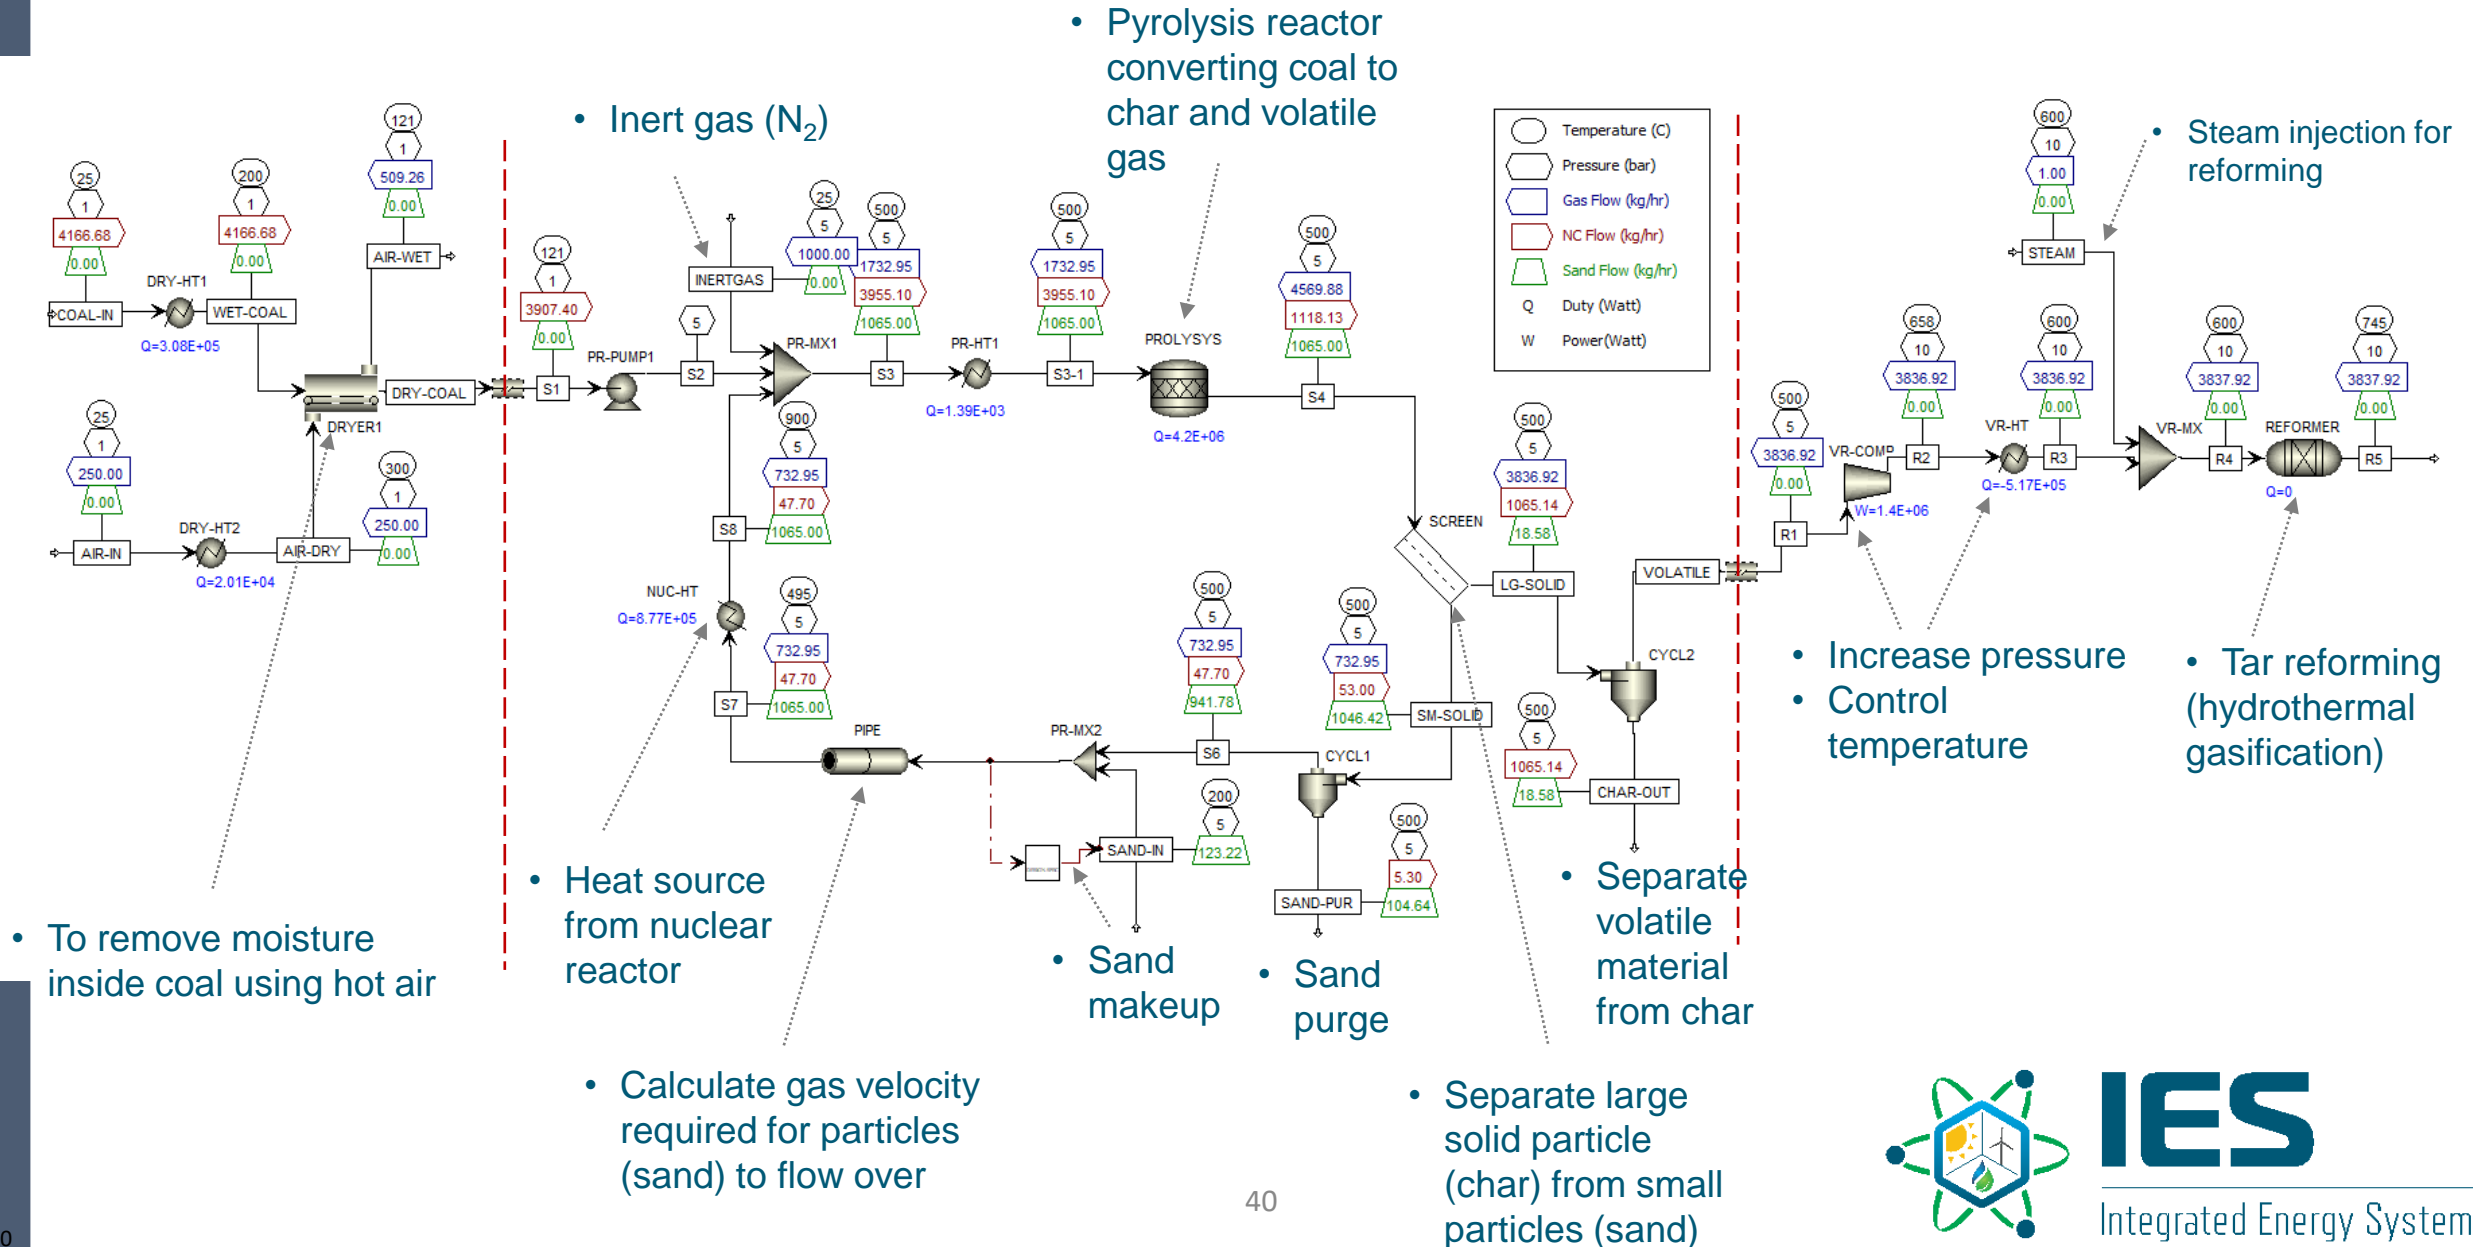 • Pyrolysis reactor
converting coal to
char and volatile
gas
• Inert gas (N₂)
• Steam injection for
reforming
Temperature (C)
Pressure (bar)
Gas Flow (kg/hr)
NC Flow (kg/hr)
Sand Flow (kg/hr)
Q Duty (Watt)
W Power(Watt)
25
1
4166.68
0.00
COAL-IN
DRY-HT1
Q=3.08E+05
200
1
4166.68
0.00
WET-COAL
121
1
509.26
0.00
AIR-WET
25
1
250.00
0.00
AIR-IN
DRY-HT2
Q=2.01E+04
300
1
250.00
0.00
AIR-DRY
DRYER1
DRY-COAL
121
1
3907.40
0.00
S1
PR-PUMP1
5
S2
INERTGAS
25
5
1000.00
0.00
PR-MX1
500
5
1732.95
3955.10
1065.00
S3
PR-HT1
Q=1.39E+03
500
5
1732.95
3955.10
1065.00
S3-1
PROLYSYS
Q=4.2E+06
500
5
4569.88
1118.13
1065.00
S4
900
5
732.95
47.70
1065.00
S8
NUC-HT
Q=8.77E+05
495
5
732.95
47.70
1065.00
S7
PIPE
PR-MX2
500
5
732.95
47.70
941.78
S6
200
5
123.22
SAND-IN
CYCL1
500
5
5.30
104.64
SAND-PUR
500
5
732.95
53.00
1046.42
SM-SOLID
SCREEN
500
5
3836.92
1065.14
18.58
LG-SOLID
CYCL2
500
5
1065.14
18.58
CHAR-OUT
VOLATILE
500
5
3836.92
0.00
R1
VR-COMP
W=1.4E+06
658
10
3836.92
0.00
R2
VR-HT
Q=-5.17E+05
600
10
3836.92
0.00
R3
600
10
1.00
0.00
STEAM
VR-MX
600
10
3837.92
0.00
R4
REFORMER
Q=0
745
10
3837.92
0.00
R5
• Increase pressure
• Control
temperature
• Tar reforming
(hydrothermal
gasification)
• To remove moisture
inside coal using hot air
• Heat source
from nuclear
reactor
• Sand
makeup
• Sand
purge
• Separate
volatile
material
from char
• Calculate gas velocity
required for particles
(sand) to flow over
• Separate large
solid particle
(char) from small
particles (sand)
40
0
IES
Integrated Energy System